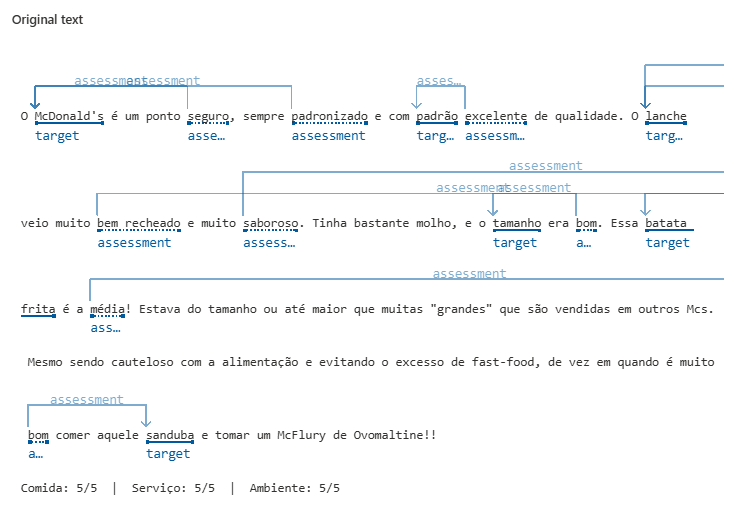 Original text
assessment assessment asses…
O McDonald's é um ponto seguro, sempre padronizado e com padrão excelente de qualidade. O lanche
target asse… assessment targ… assessm… targ…
assessment
assessment assessment
veio muito bem recheado e muito saboroso. Tinha bastante molho, e o tamanho era bom. Essa batata
assessment assess… target a… target
assessment
frita é a média! Estava do tamanho ou até maior que muitas "grandes" que são vendidas em outros Mcs.
ass…
Mesmo sendo cauteloso com a alimentação e evitando o excesso de fast-food, de vez em quando é muito
assessment
bom comer aquele sanduba e tomar um McFlury de Ovomaltine!!
a… target
Comida: 5/5 | Serviço: 5/5 | Ambiente: 5/5